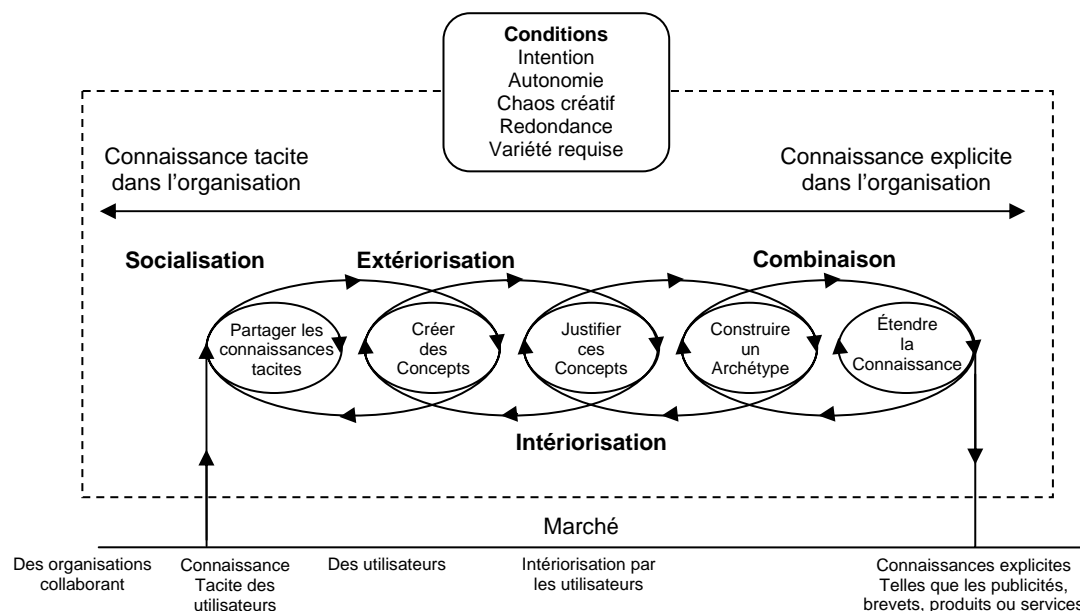 Conditions
Intention
Autonomie
Chaos créatif
Redondance
Variété requise
Connaissance tacite
dans l’organisation
Connaissance explicite
dans l’organisation
Socialisation
Extériorisation
Combinaison
Partager les
connaissances
tacites
Créer
des
Concepts
Justifier
ces
Concepts
Construire
un
Archétype
Étendre
la
Connaissance
Intériorisation
Marché
Des organisations
collaborant
Connaissance
Tacite des
utilisateurs
Des utilisateurs
Intériorisation par
les utilisateurs
Connaissances explicites
Telles que les publicités,
brevets, produits ou services